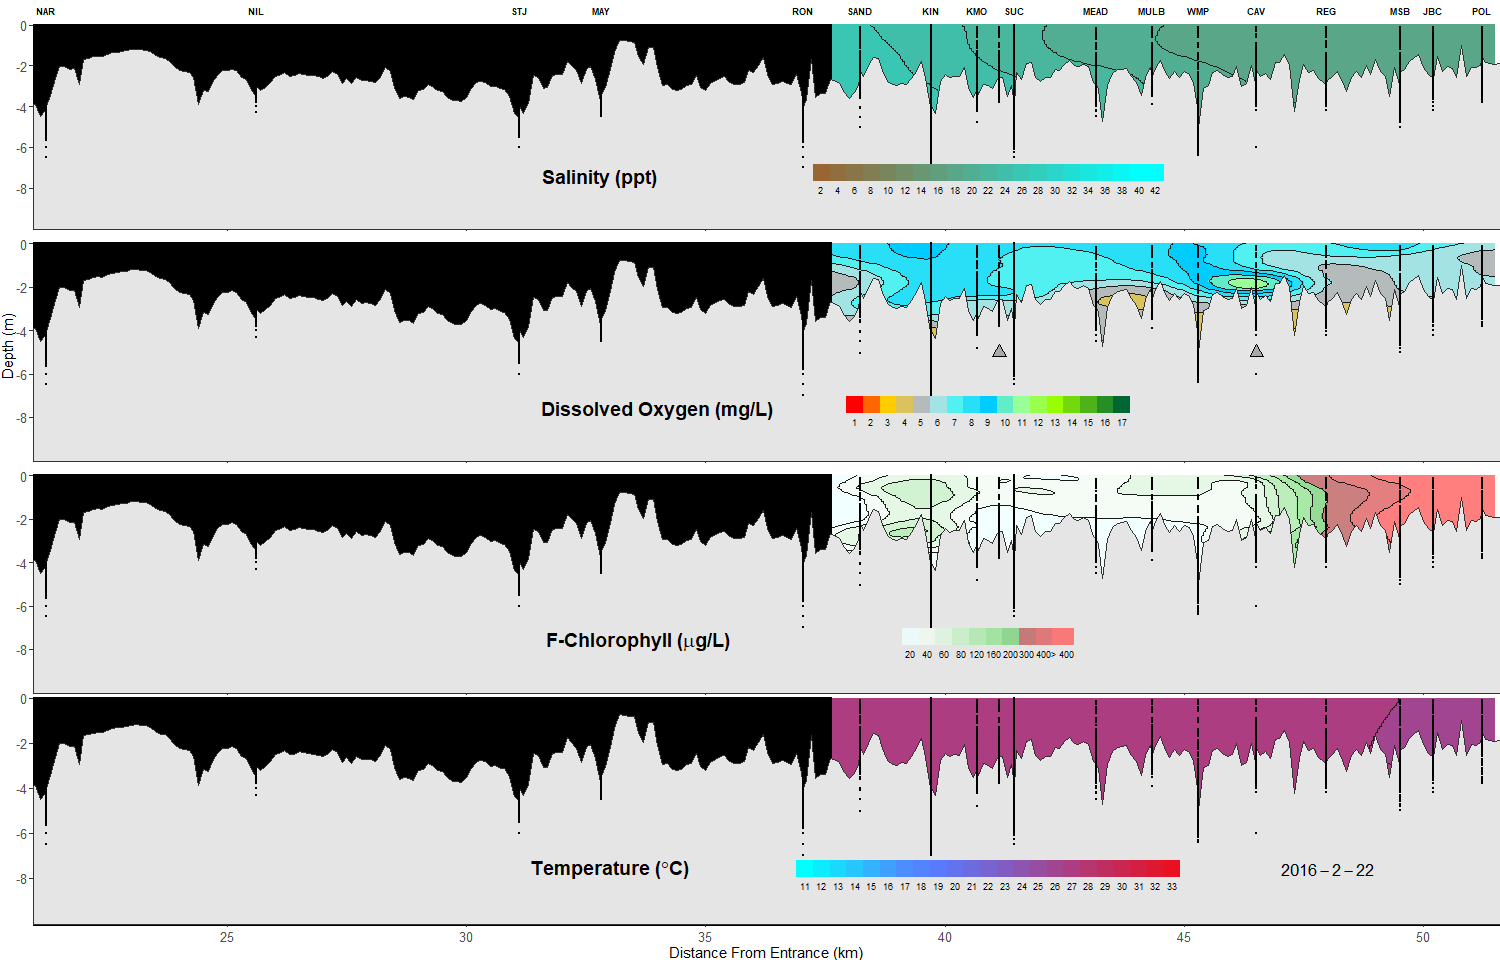 NAR NIL STJ MAY RON SAND KIN KMO SUC MEAD MULB WMP CAV REG MSB JBC POL
0
-2
-4
-6
-8
Salinity (ppt)
2 4 6 8 10 12 14 16 18 20 22 24 26 28 30 32 34 36 38 40 42
0
-2
-4
-6
-8
Depth (m)
Dissolved Oxygen (mg/L)
1 2 3 4 5 6 7 8 9 10 11 12 13 14 15 16 17
0
-2
-4
-6
-8
F-Chlorophyll (µg/L)
20 40 60 80 120 160 200 300 400> 400
0
-2
-4
-6
-8
Temperature (°C)
11 12 13 14 15 16 17 18 19 20 21 22 23 24 25 26 27 28 29 30 31 32 33
2016 – 2 – 22
25 30 35 40 45 50
Distance From Entrance (km)